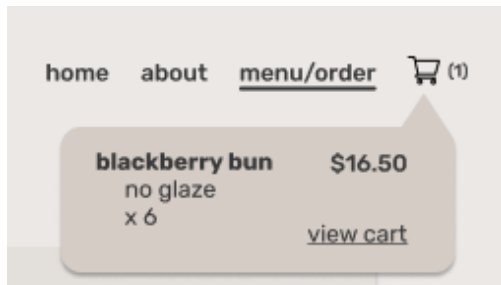 home about menu/order (1)
blackberry bun $16.50
no glaze
x 6
view cart